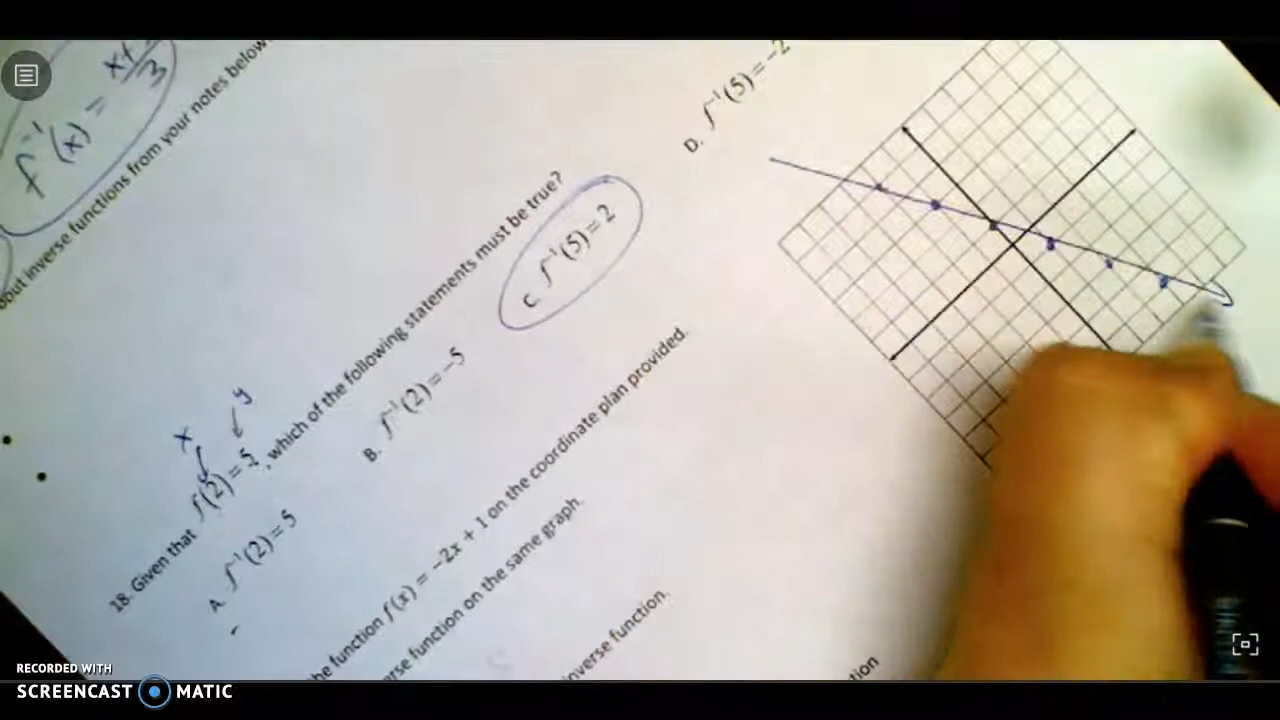 f⁻¹(x) = x+ / 3
bout inverse functions from your notes below
x y
18. Given that f(2) = 5, which of the following statements must be true?
A. f⁻¹(2) = 5 B. f⁻¹(2) = −5 C. f⁻¹(5) = 2 D. f⁻¹(5) = −2
he function f(x) = −2x + 1 on the coordinate plan provided.
rse function on the same graph.
inverse function.
tion
RECORDED WITH
SCREENCAST MATIC